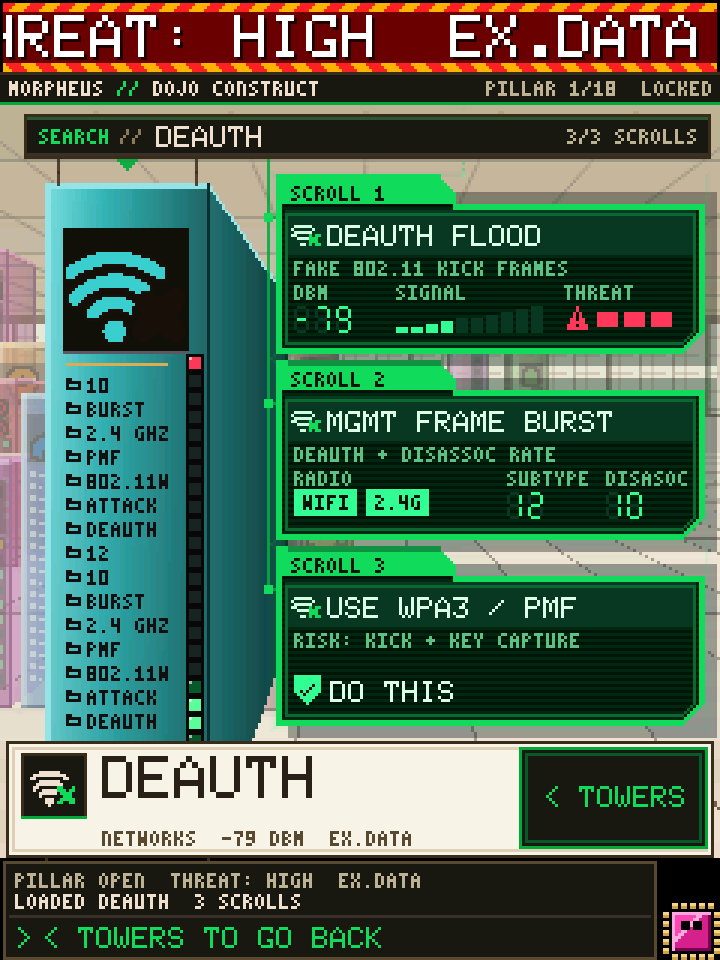 HREAT: HIGH  EX.DATA
MORPHEUS // DOJO CONSTRUCT
PILLAR 1/18  LOCKED
SEARCH // DEAUTH
3/3 SCROLLS
SCROLL 1
DEAUTH FLOOD
FAKE 802.11 KICK FRAMES
DBM SIGNAL THREAT
-79
SCROLL 2
MGMT FRAME BURST
DEAUTH + DISASSOC RATE
RADIO SUBTYPE DISASOC
WIFI 2.4G 12 10
SCROLL 3
USE WPA3 / PMF
RISK: KICK + KEY CAPTURE
DO THIS
10
BURST
2.4 GHZ
PMF
802.11W
ATTACK
DEAUTH
12
10
BURST
2.4 GHZ
PMF
802.11W
ATTACK
DEAUTH
DEAUTH
NETWORKS  -79 DBM  EX.DATA
< TOWERS
PILLAR OPEN  THREAT: HIGH  EX.DATA
LOADED DEAUTH  3 SCROLLS
> < TOWERS TO GO BACK